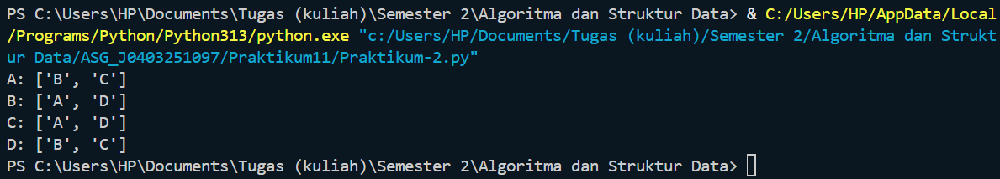 PS C:\Users\HP\Documents\Tugas (kuliah)\Semester 2\Algoritma dan Struktur Data> & C:/Users/HP/AppData/Local
/Programs/Python/Python313/python.exe "c:/Users/HP/Documents/Tugas (kuliah)/Semester 2/Algoritma dan Strukt
ur Data/ASG_J0403251097/Praktikum11/Praktikum-2.py"
A: ['B', 'C']
B: ['A', 'D']
C: ['A', 'D']
D: ['B', 'C']
PS C:\Users\HP\Documents\Tugas (kuliah)\Semester 2\Algoritma dan Struktur Data>